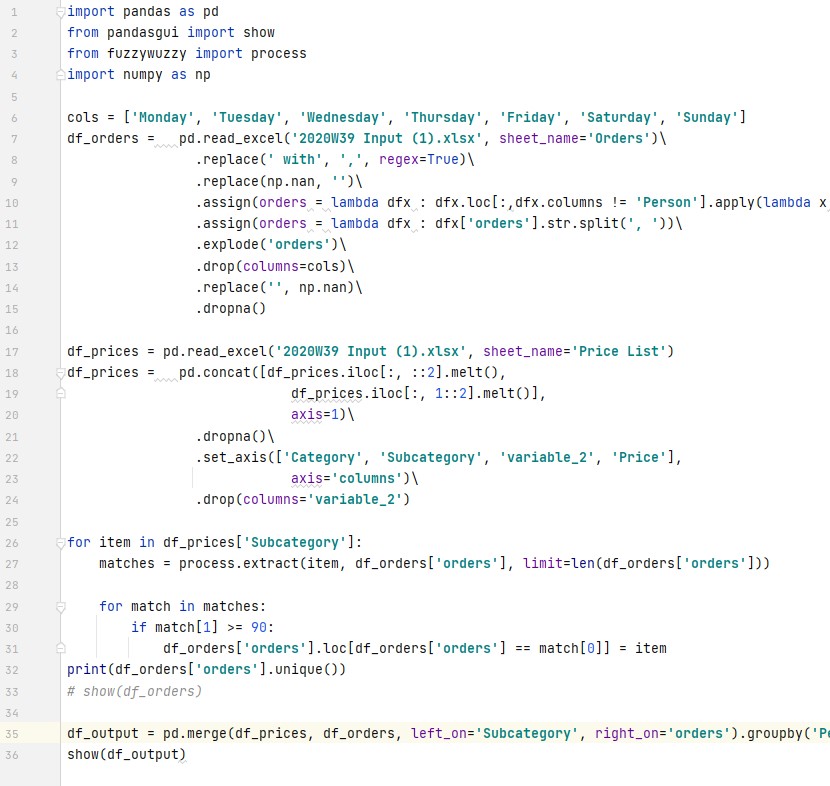 1 import pandas as pd
2 from pandasgui import show
3 from fuzzywuzzy import process
4 import numpy as np
5
6 cols = ['Monday', 'Tuesday', 'Wednesday', 'Thursday', 'Friday', 'Saturday', 'Sunday']
7 df_orders =   pd.read_excel('2020W39 Input (1).xlsx', sheet_name='Orders')\
8                 .replace(' with', ',', regex=True)\
9                 .replace(np.nan, '')\
10                 .assign(orders = lambda dfx : dfx.loc[:,dfx.columns != 'Person'].apply(lambda x
11                 .assign(orders = lambda dfx : dfx['orders'].str.split(', '))\
12                 .explode('orders')\
13                 .drop(columns=cols)\
14                 .replace('', np.nan)\
15                 .dropna()
16
17 df_prices = pd.read_excel('2020W39 Input (1).xlsx', sheet_name='Price List')
18 df_prices =   pd.concat([df_prices.iloc[:, ::2].melt(),
19                             df_prices.iloc[:, 1::2].melt()],
20                             axis=1)\
21                 .dropna()\
22                 .set_axis(['Category', 'Subcategory', 'variable_2', 'Price'],
23                             axis='columns')\
24                 .drop(columns='variable_2')
25
26 for item in df_prices['Subcategory']:
27     matches = process.extract(item, df_orders['orders'], limit=len(df_orders['orders']))
28
29     for match in matches:
30         if match[1] >= 90:
31             df_orders['orders'].loc[df_orders['orders'] == match[0]] = item
32 print(df_orders['orders'].unique())
33 # show(df_orders)
34
35 df_output = pd.merge(df_prices, df_orders, left_on='Subcategory', right_on='orders').groupby('Pe
36 show(df_output)